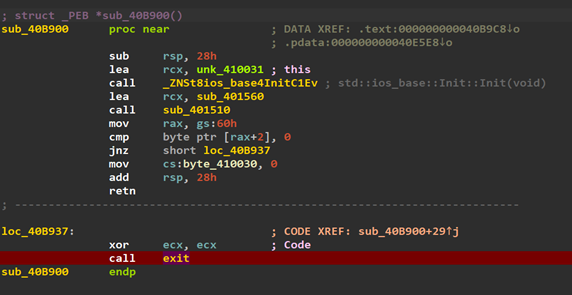 ; struct _PEB *sub_40B900()
sub_40B900 proc near ; DATA XREF: .text:000000000040B9C8↓o
; .pdata:000000000040E5E8↓o
sub rsp, 28h
lea rcx, unk_410031 ; this
call _ZNSt8ios_base4InitC1Ev ; std::ios_base::Init::Init(void)
lea rcx, sub_401560
call sub_401510
mov rax, gs:60h
cmp byte ptr [rax+2], 0
jnz short loc_40B937
mov cs:byte_410030, 0
add rsp, 28h
retn
; ---------------------------------------------------------------------------
loc_40B937: ; CODE XREF: sub_40B900+29↑j
xor ecx, ecx ; Code
call exit
sub_40B900 endp